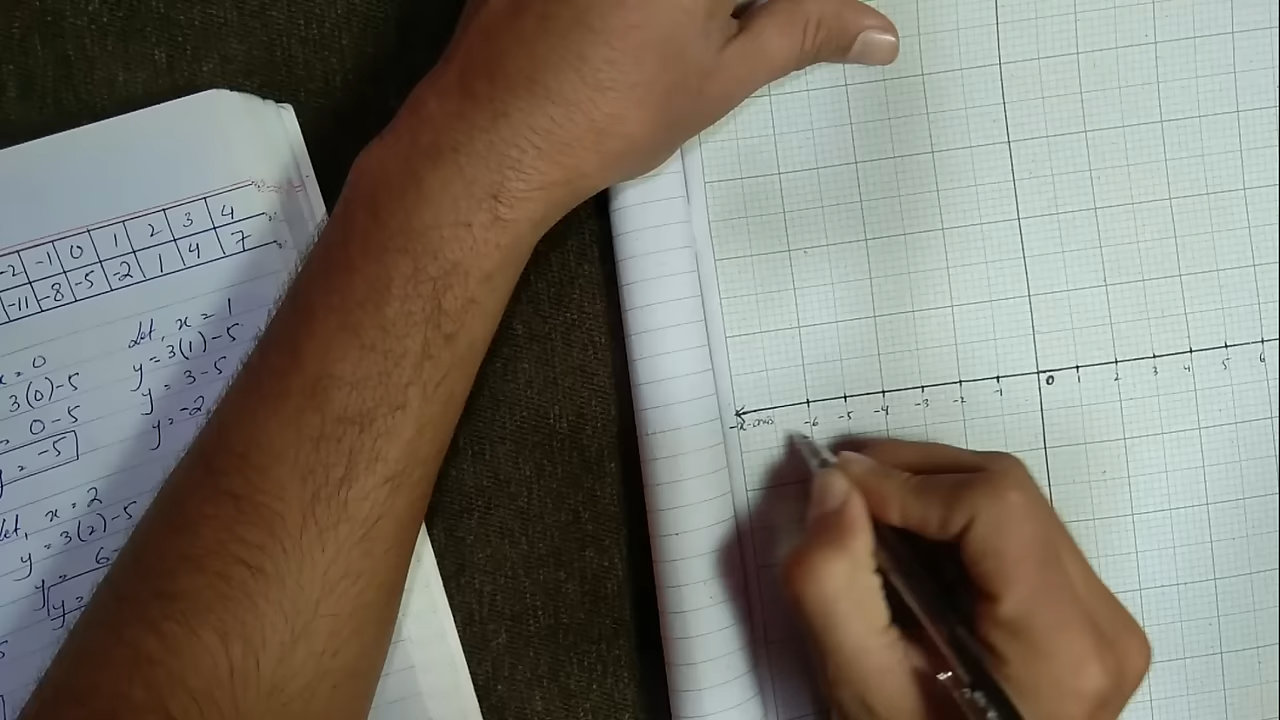 -2 -1 0 1 2 3 4
-11 -8 -5 -2 1 4 7
x = 0
3(0)-5
= 0-5
y = -5
Let, x = 1
y = 3(1)-5
y = 3-5
y = -2
Let, x = 2
y = 3(2)-5
y = 6-
y =
-x-axis -6 -5 -4 -3 -2 -1 0 1 2 3 4 5 6